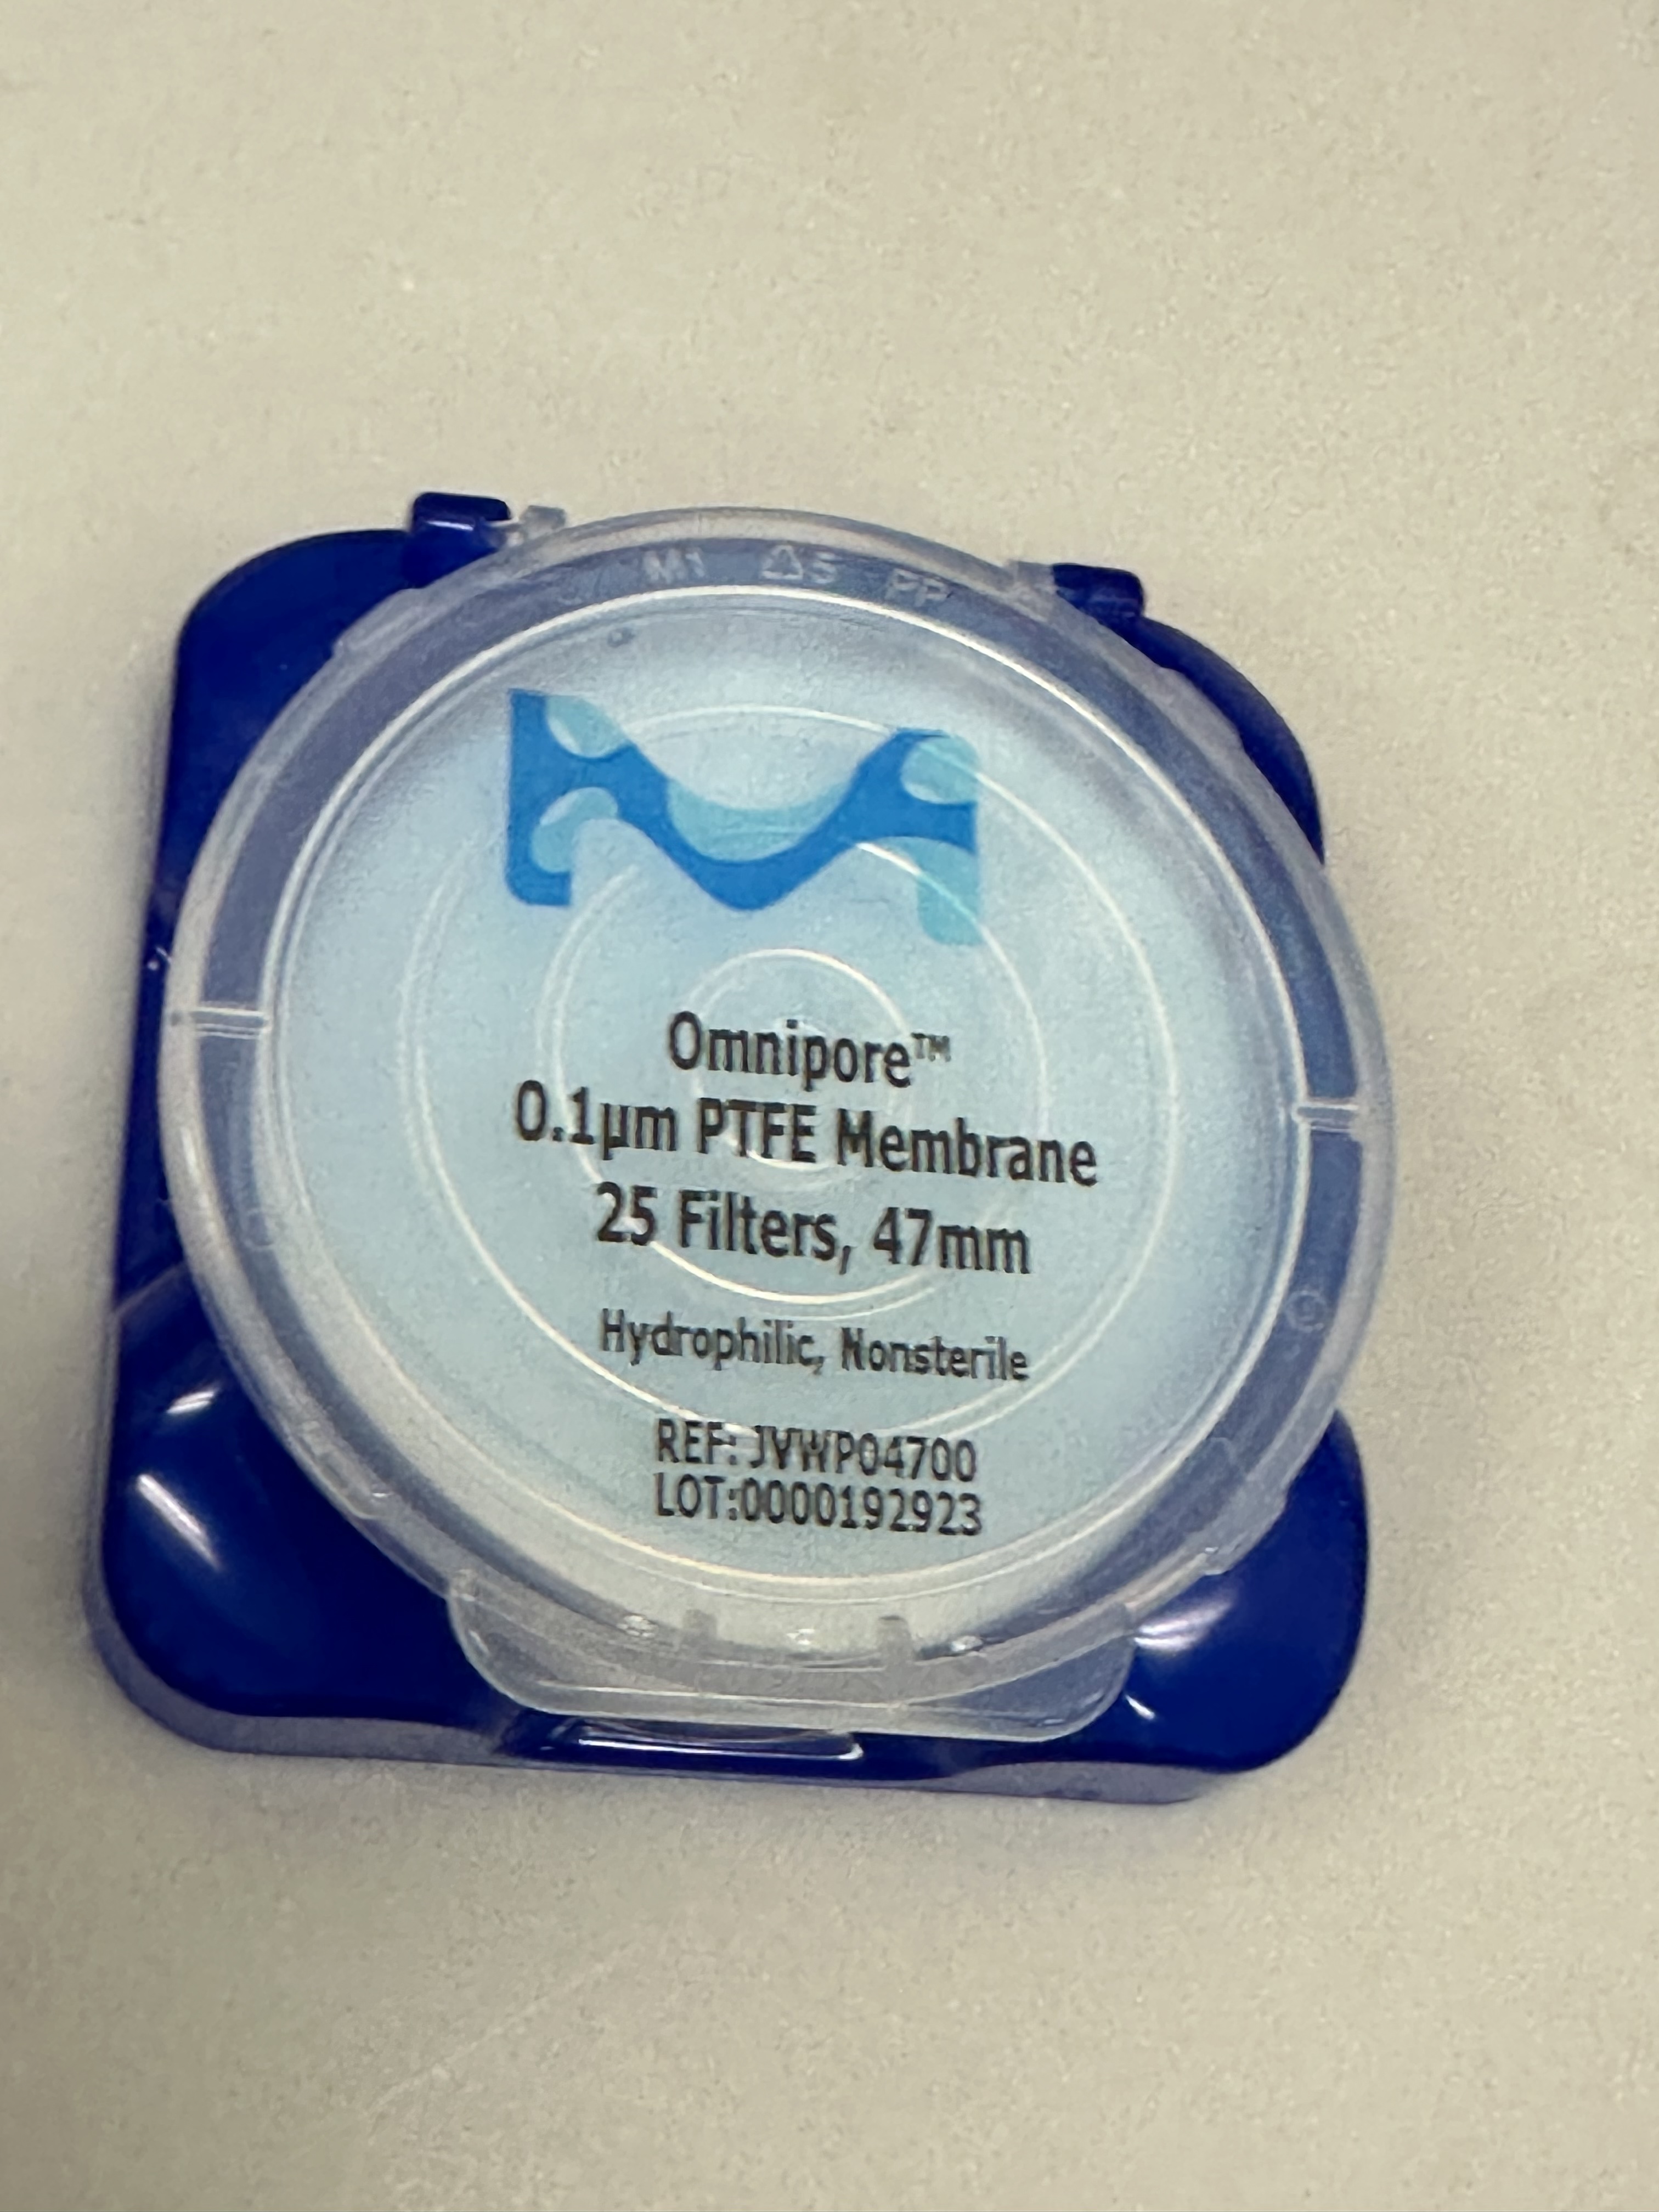 M1 5 PP
Omnipore™
0.1µm PTFE Membrane
25 Filters, 47mm
Hydrophilic, Nonsterile
REF: JVWP04700
LOT:0000192923